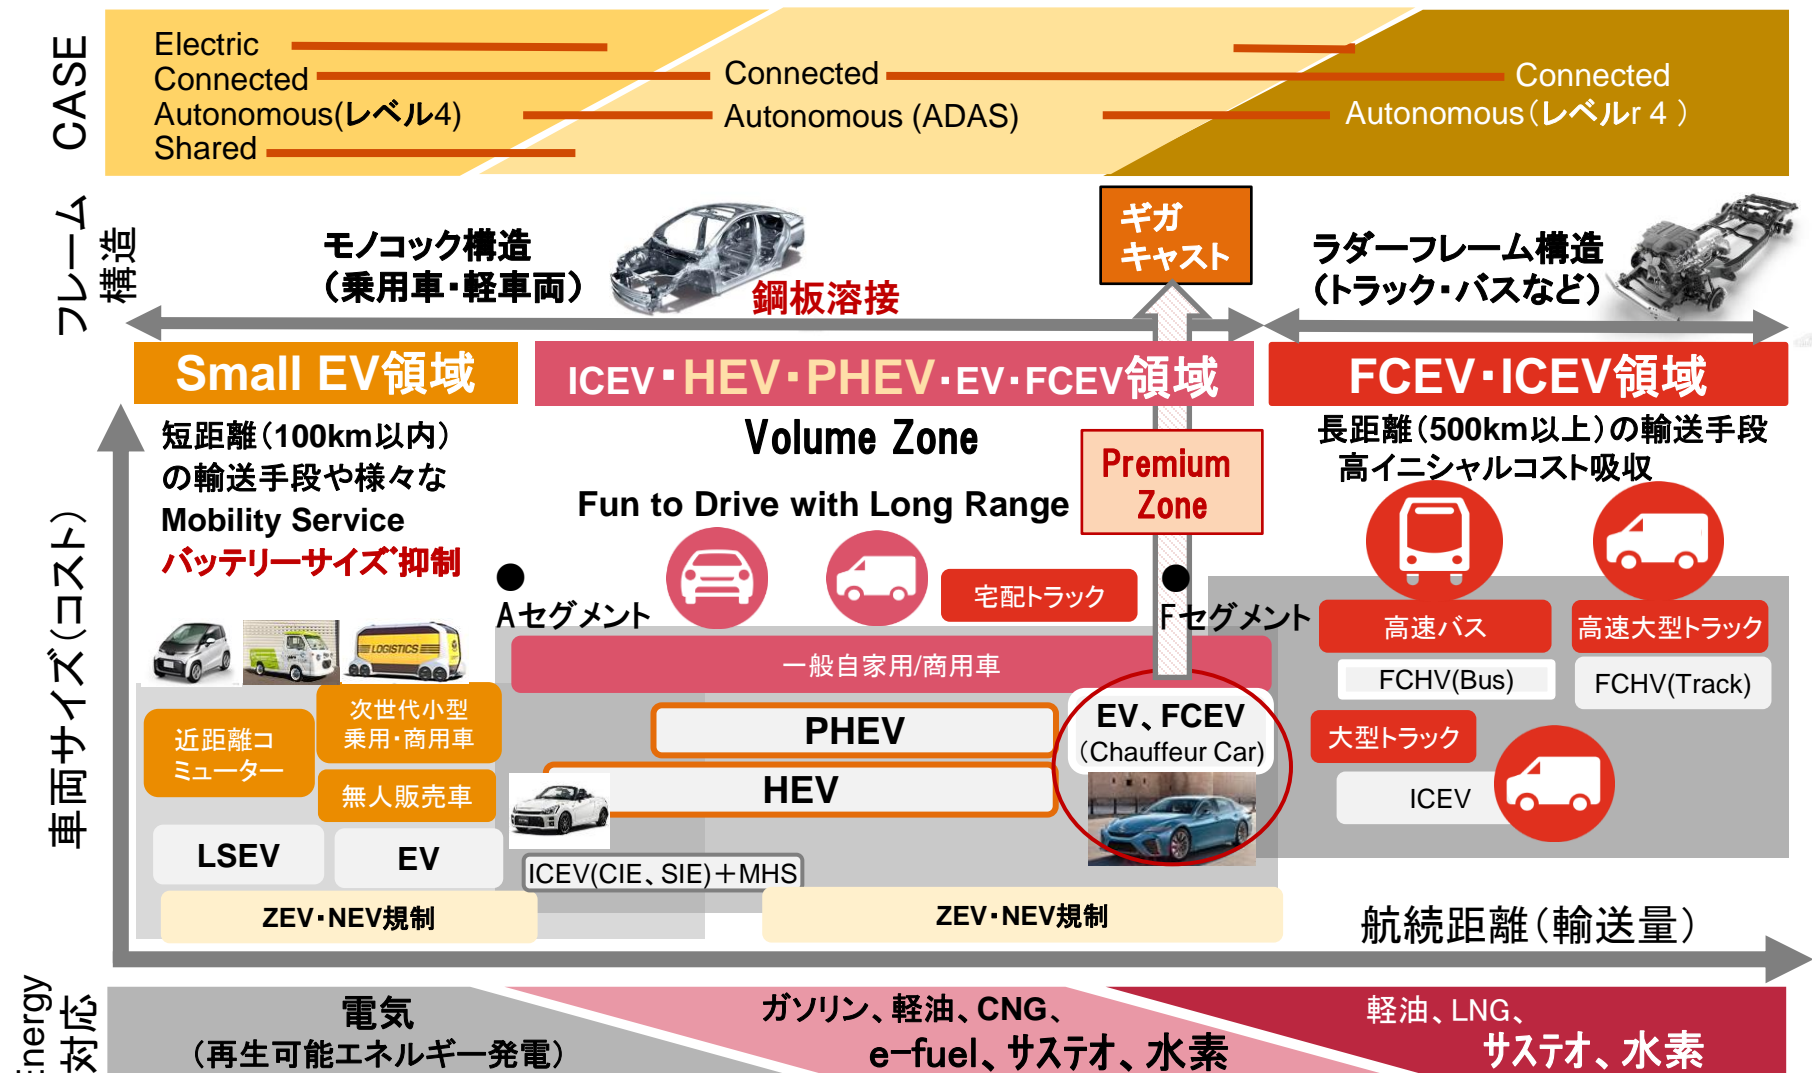 CASE
Electric
Connected
Autonomous(レベル4)
Shared
Connected
Autonomous (ADAS)
Connected
Autonomous(レベルr 4 )
フレーム
構造
モノコック構造
(乗用車・軽車両)
鋼板溶接
ギガ
キャスト
ラダーフレーム構造
(トラック・バスなど)
Small EV領域
ICEV・HEV・PHEV・EV・FCEV領域
FCEV・ICEV領域
車両サイズ(コスト)
短距離(100km以内)
の輸送手段や様々な
Mobility Service
バッテリーサイズ抑制
Volume Zone
Fun to Drive with Long Range
Premium
Zone
長距離(500km以上)の輸送手段
高イニシャルコスト吸収
Aセグメント
宅配トラック
Fセグメント
高速バス
高速大型トラック
LOGISTICS
一般自家用/商用車
FCHV(Bus)
FCHV(Track)
近距離コ
ミューター
次世代小型
乗用・商用車
無人販売車
PHEV
HEV
EV、FCEV
(Chauffeur Car)
大型トラック
ICEV
LSEV
EV
ICEV(CIE、SIE)+MHS
ZEV・NEV規制
ZEV・NEV規制
航続距離(輸送量)
Energy
対応
電気
(再生可能エネルギー発電)
ガソリン、軽油、CNG、
e-fuel、サステオ、水素
軽油、LNG、
サステオ、水素